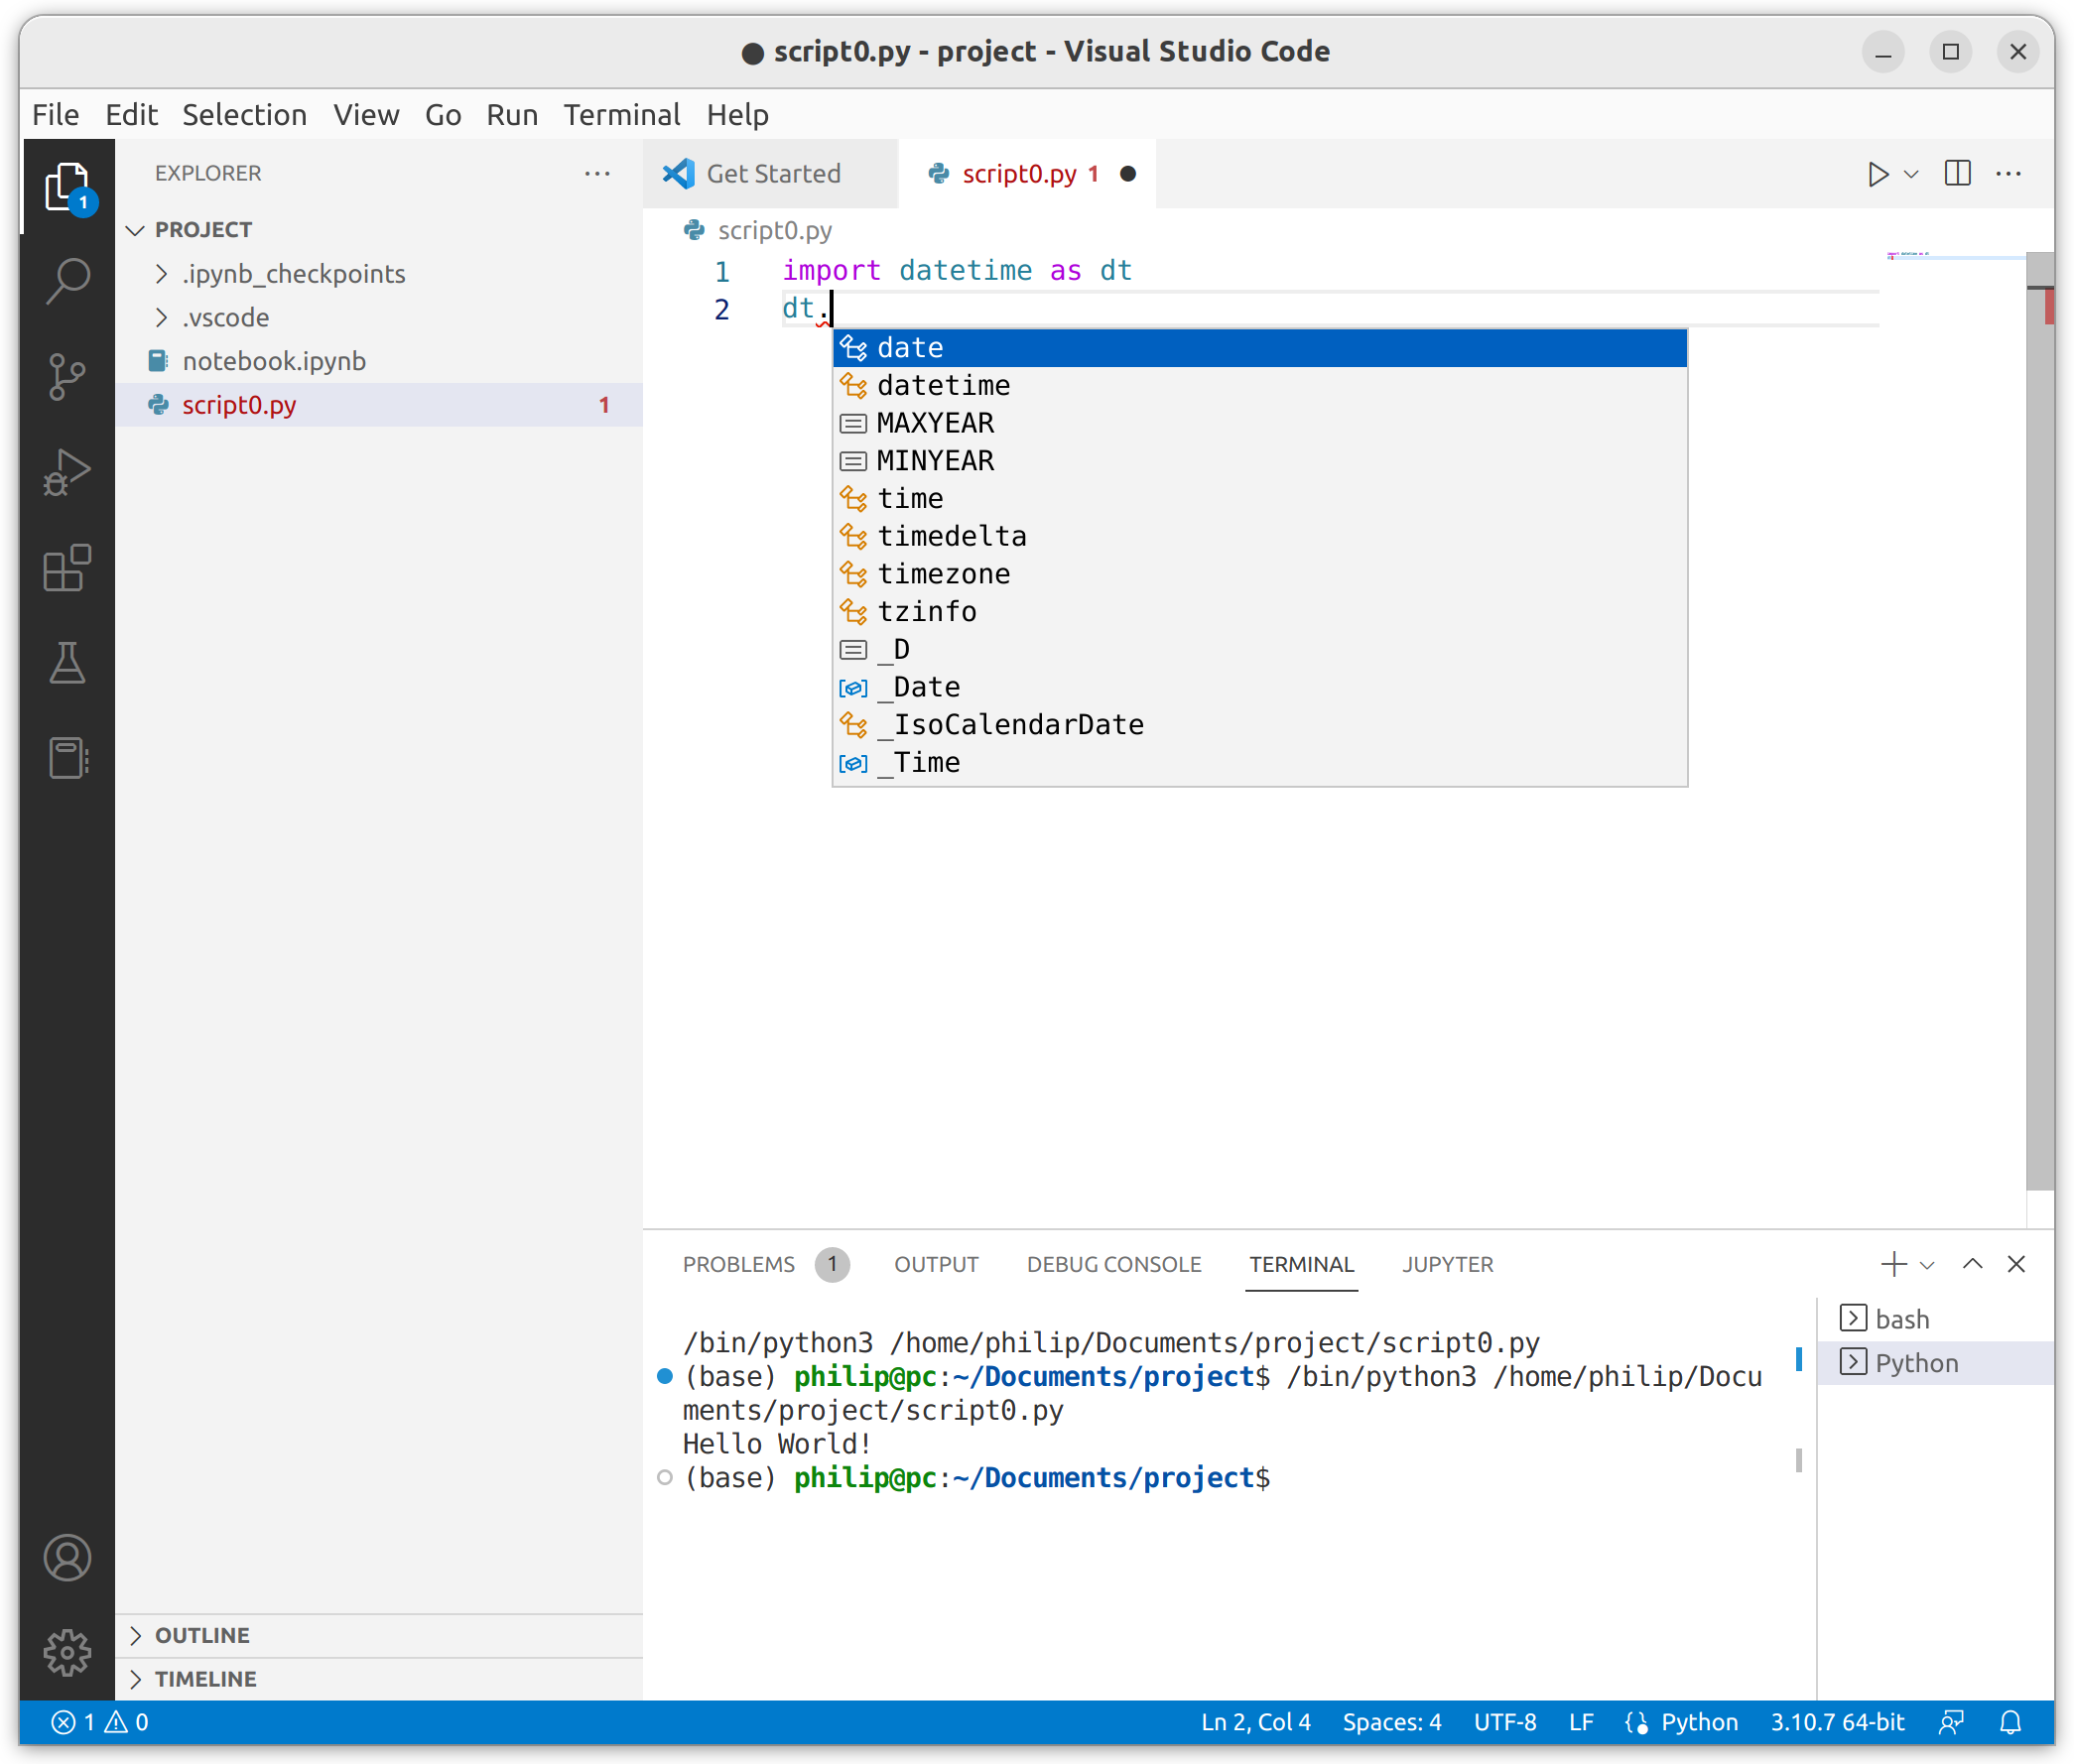 ● script0.py - project - Visual Studio Code
File Edit Selection View Go Run Terminal Help
EXPLORER
PROJECT
.ipynb_checkpoints
.vscode
notebook.ipynb
script0.py 1
1
Get Started
script0.py 1
script0.py
1 import datetime as dt
2 dt.
date
datetime
MAXYEAR
MINYEAR
time
timedelta
timezone
tzinfo
_D
_Date
_IsoCalendarDate
_Time
PROBLEMS 1 OUTPUT DEBUG CONSOLE TERMINAL JUPYTER
/bin/python3 /home/philip/Documents/project/script0.py
(base) philip@pc:~/Documents/project$ /bin/python3 /home/philip/Docu
ments/project/script0.py
Hello World!
(base) philip@pc:~/Documents/project$
bash
Python
OUTLINE
TIMELINE
1 0 Ln 2, Col 4 Spaces: 4 UTF-8 LF Python 3.10.7 64-bit